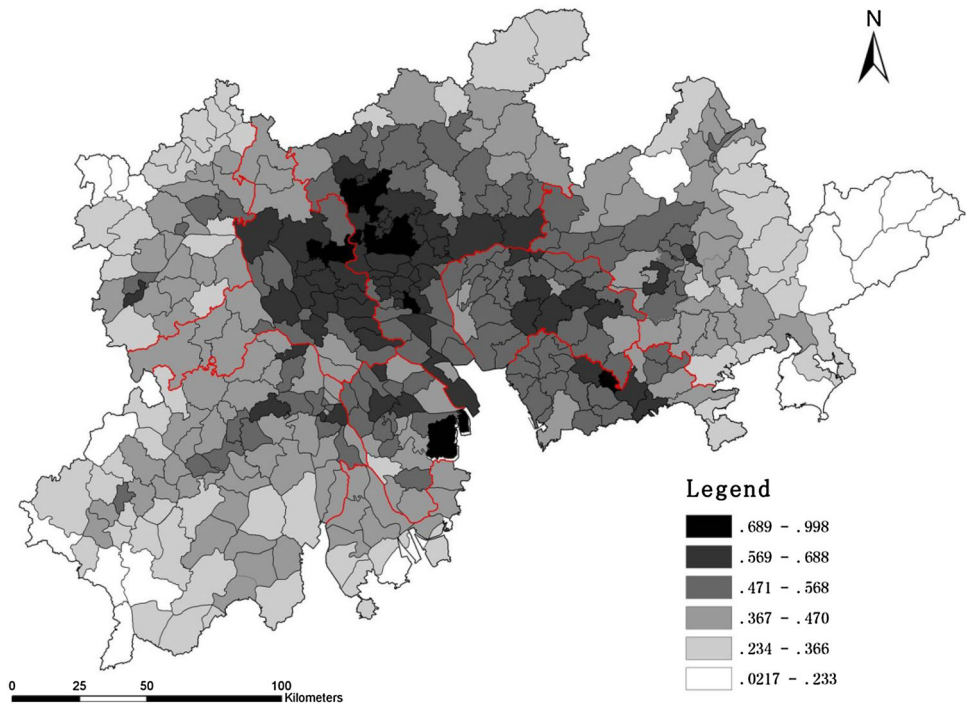 N
Legend
.689 - .998
.569 - .688
.471 - .568
.367 - .470
.234 - .366
.0217 - .233
0 25 50 100
Kilometers